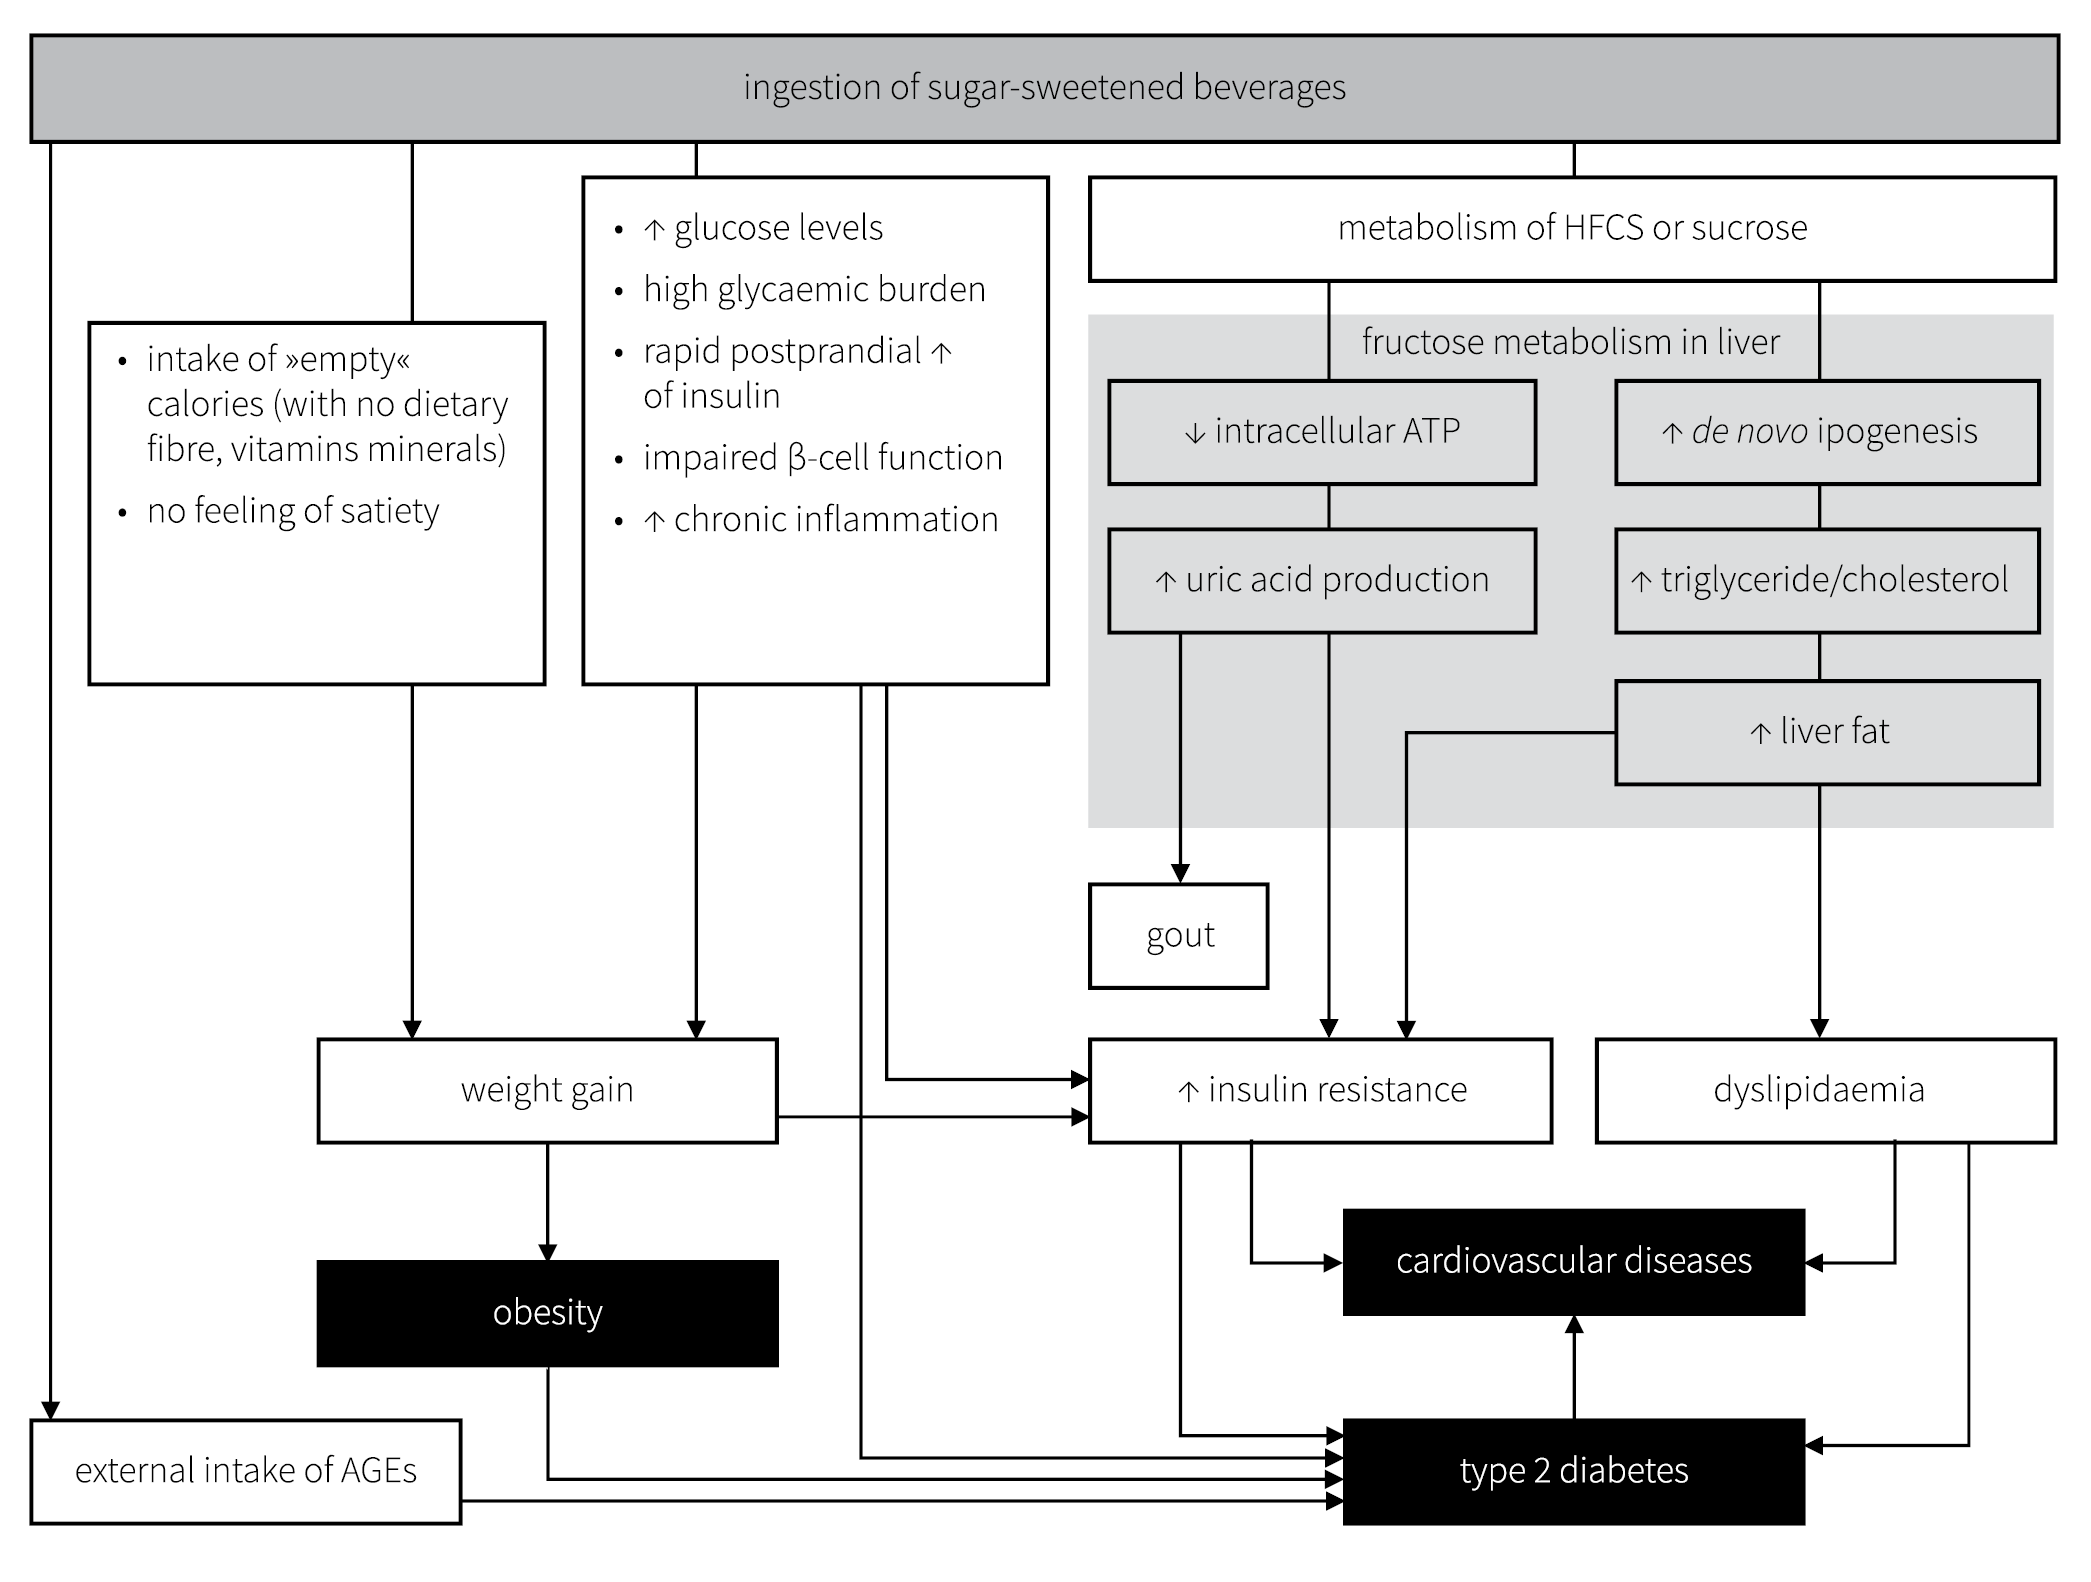 ingestion of sugar-sweetened beverages
• intake of »empty«
calories (with no dietary
fibre, vitamins minerals)
• no feeling of satiety
• ↑ glucose levels
• high glycaemic burden
• rapid postprandial ↑
of insulin
• impaired β-cell function
• ↑ chronic inflammation
metabolism of HFCS or sucrose
fructose metabolism in liver
↓ intracellular ATP
↑ de novo ipogenesis
↑ uric acid production
↑ triglyceride/cholesterol
↑ liver fat
gout
weight gain
↑ insulin resistance
dyslipidaemia
cardiovascular diseases
obesity
external intake of AGEs
type 2 diabetes